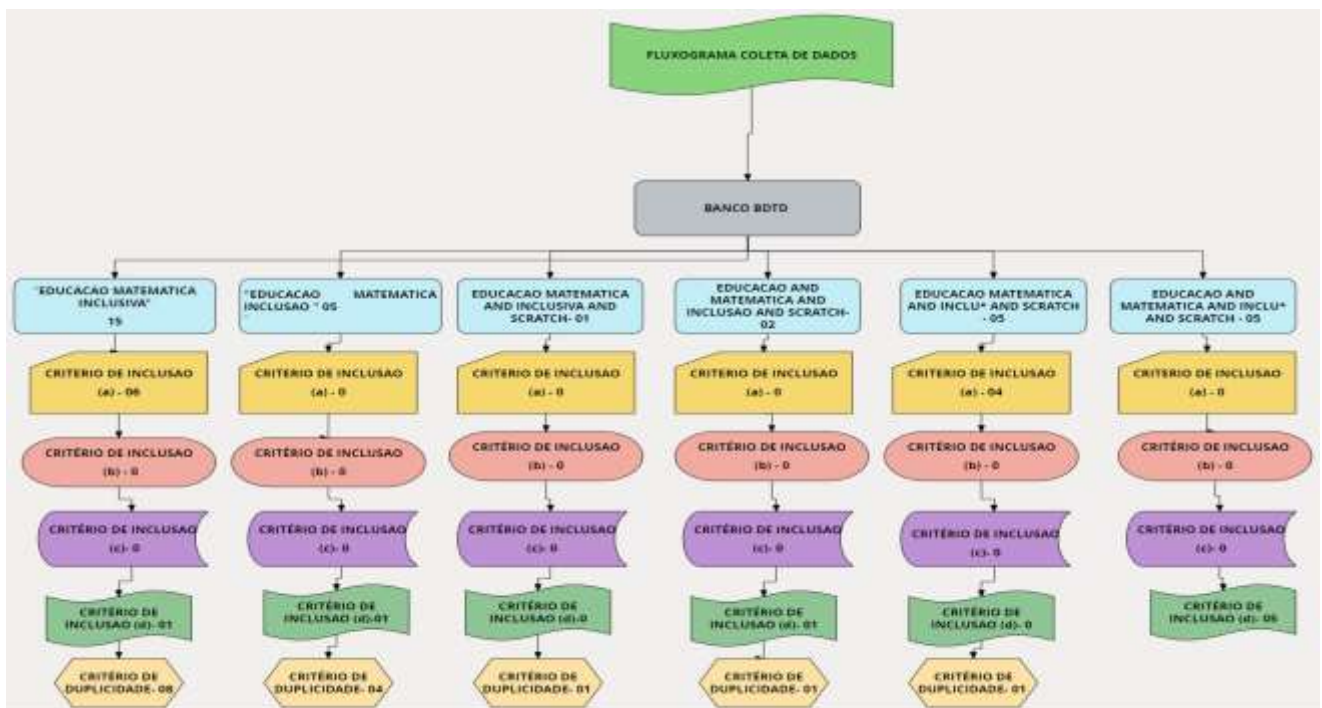 FLUXOGRAMA COLETA DE DADOS
BANCO BDTD
"EDUCACAO MATEMATICA
INCLUSIVA"
15
"EDUCACAO MATEMATICA
INCLUSAO " 05
"
EDUCACAO MATEMATICA
AND INCLUSIVA AND
SCRATCH- 01
EDUCACAO AND
MATEMATICA AND
INCLUSAO AND SCRATCH-
02
EDUCACAO MATEMATICA
AND INCLU* AND SCRATCH
- 05
EDUCACAO AND
MATEMATICA AND INCLU*
AND SCRATCH - 05
CRITERIO DE INCLUSAO
(a) - 06
CRITERIO DE INCLUSAO
(a) - 0
CRITERIO DE INCLUSAO
(a) - 0
CRITERIO DE INCLUSAO
(a) - 0
CRITERIO DE INCLUSAO
(a) - 04
CRITERIO DE INCLUSAO
(a) - 0
CRITÉRIO DE INCLUSAO
(b) - 0
CRITÉRIO DE INCLUSAO
(b) - 0
CRITÉRIO DE INCLUSAO
(b) - 0
CRITÉRIO DE INCLUSAO
(b) - 0
CRITÉRIO DE INCLUSAO
(b) - 0
CRITÉRIO DE INCLUSAO
(b) - 0
CRITÉRIO DE INCLUSAO
(c)- 0
CRITÉRIO DE INCLUSAO
(c)- 0
CRITÉRIO DE INCLUSAO
(c)- 0
CRITÉRIO DE INCLUSAO
(c)- 0
CRITÉRIO DE INCLUSAO
(c)- 0
CRITÉRIO DE INCLUSAO
(c)- 0
CRITÉRIO DE
INCLUSAO (d)- 01
CRITÉRIO DE
INCLUSAO (d)-01
CRITÉRIO DE
INCLUSAO (d)-0
CRITÉRIO DE
INCLUSAO (d)- 01
CRITÉRIO DE
INCLUSAO (d)- 0
CRITÉRIO DE
INCLUSAO (d)- 05
CRITÉRIO DE
DUPLICIDADE- 08
CRITÉRIO DE
DUPLICIDADE- 04
CRITÉRIO DE
DUPLICIDADE- 01
CRITÉRIO DE
DUPLICIDADE- 01
CRITÉRIO DE
DUPLICIDADE- 01